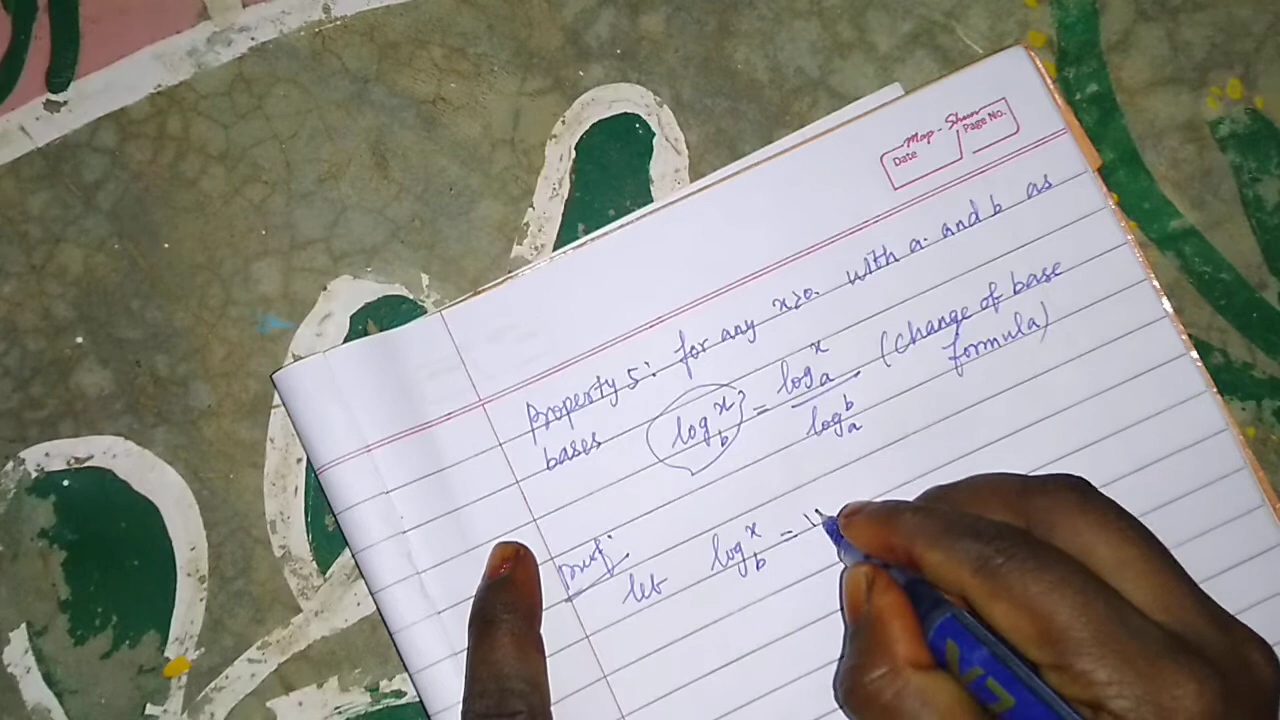 Date Page No.
Property 5: for any x>0. with a and b as
bases log_b^x = log_a^x / log_a^b. (Change of base
formula)
proof:
let log_b^x =